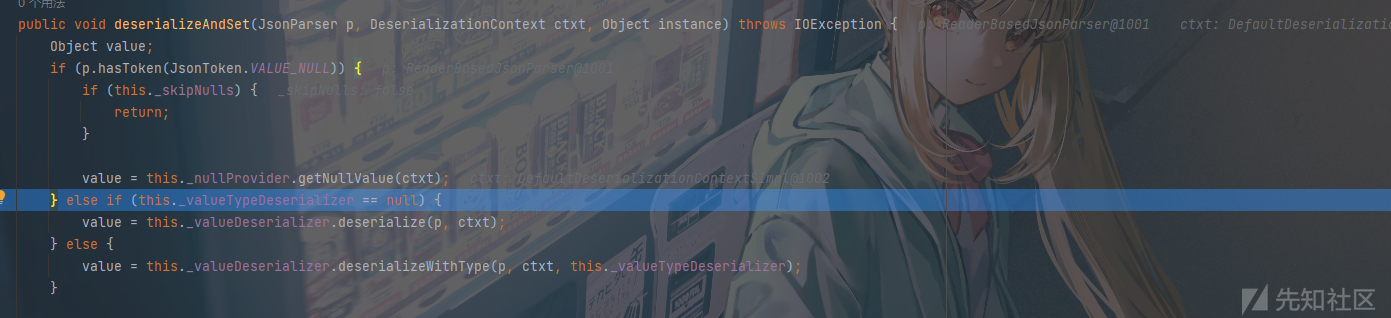 0 个用法
public void deserializeAndSet(JsonParser p, DeserializationContext ctxt, Object instance) throws IOException {   p: ReaderBasedJsonParser@1001    ctxt: DefaultDeserializatio
Object value;
if (p.hasToken(JsonToken.VALUE_NULL)) {   p: ReaderBasedJsonParser@1001
if (this._skipNulls) {   _skipNulls: false
return;
}
value = this._nullProvider.getNullValue(ctxt);   ctxt: DefaultDeserializationContext$Impl@1002
} else if (this._valueTypeDeserializer == null) {
value = this._valueDeserializer.deserialize(p, ctxt);
} else {
value = this._valueDeserializer.deserializeWithType(p, ctxt, this._valueTypeDeserializer);
}
先知社区